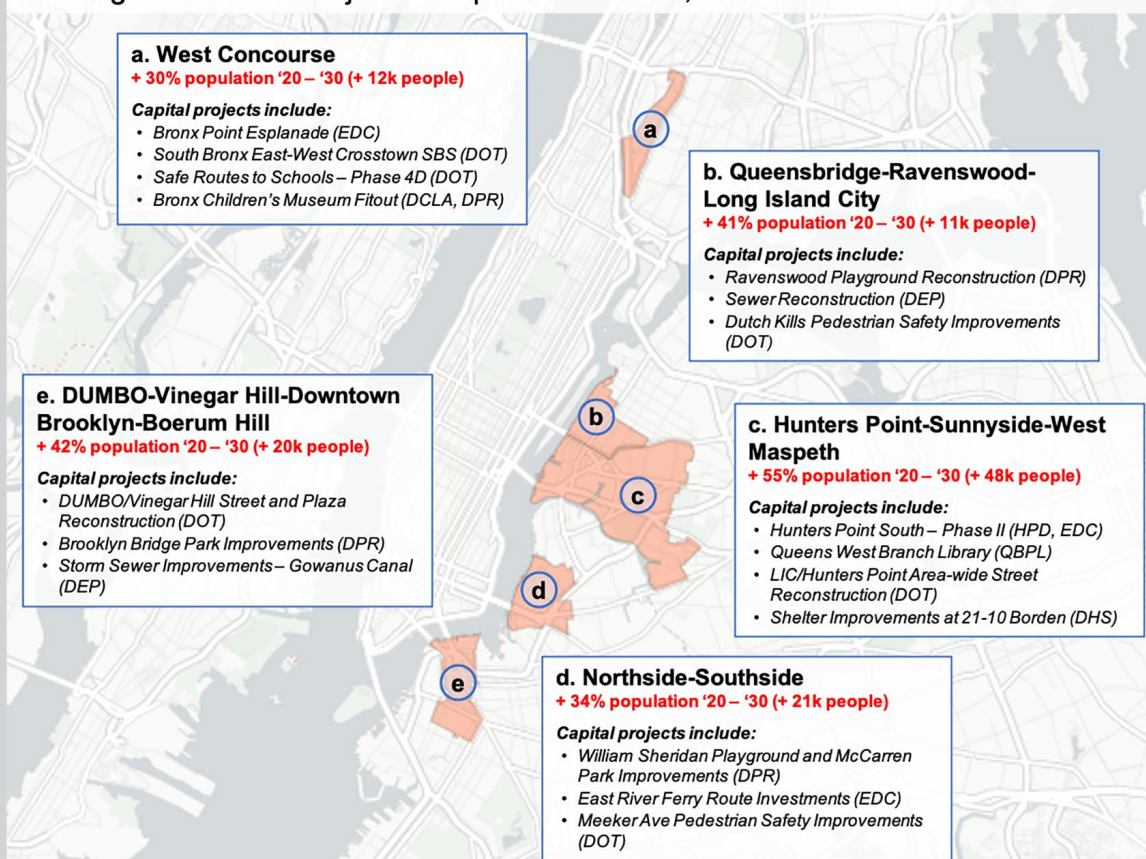 a. West Concourse
+ 30% population ‘20 – ‘30 (+ 12k people)
Capital projects include:
• Bronx Point Esplanade (EDC)
• South Bronx East-West Crosstown SBS (DOT)
• Safe Routes to Schools – Phase 4D (DOT)
• Bronx Children’s Museum Fitout (DCLA, DPR)
a
b. Queensbridge-Ravenswood-
Long Island City
+ 41% population ‘20 – ‘30 (+ 11k people)
Capital projects include:
• Ravenswood Playground Reconstruction (DPR)
• Sewer Reconstruction (DEP)
• Dutch Kills Pedestrian Safety Improvements
(DOT)
e. DUMBO-Vinegar Hill-Downtown
Brooklyn-Boerum Hill
+ 42% population ‘20 – ‘30 (+ 20k people)
Capital projects include:
• DUMBO/Vinegar Hill Street and Plaza
Reconstruction (DOT)
• Brooklyn Bridge Park Improvements (DPR)
• Storm Sewer Improvements – Gowanus Canal
(DEP)
b
c. Hunters Point-Sunnyside-West
Maspeth
+ 55% population ‘20 – ‘30 (+ 48k people)
Capital projects include:
• Hunters Point South – Phase II (HPD, EDC)
• Queens West Branch Library (QBPL)
• LIC/Hunters Point Area-wide Street
Reconstruction (DOT)
• Shelter Improvements at 21-10 Borden (DHS)
c
d
e
d. Northside-Southside
+ 34% population ‘20 – ‘30 (+ 21k people)
Capital projects include:
• William Sheridan Playground and McCarren
Park Improvements (DPR)
• East River Ferry Route Investments (EDC)
• Meeker Ave Pedestrian Safety Improvements
(DOT)